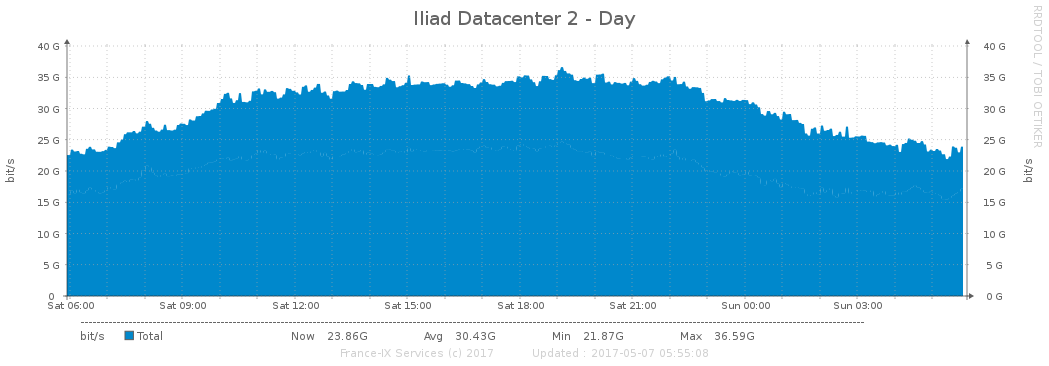 Iliad Datacenter 2 - Day
RRDTOOL / TOBI OETIKER
40 G 40 G
35 G 35 G
30 G 30 G
25 G 25 G
20 G 20 G
15 G 15 G
10 G 10 G
5 G 5 G
0 0 G
bit/s bit/s
Sat 06:00 Sat 09:00 Sat 12:00 Sat 15:00 Sat 18:00 Sat 21:00 Sun 00:00 Sun 03:00
bit/s Total Now 23.86G Avg 30.43G Min 21.87G Max 36.59G
France-IX Services (c) 2017 Updated : 2017-05-07 05:55:08